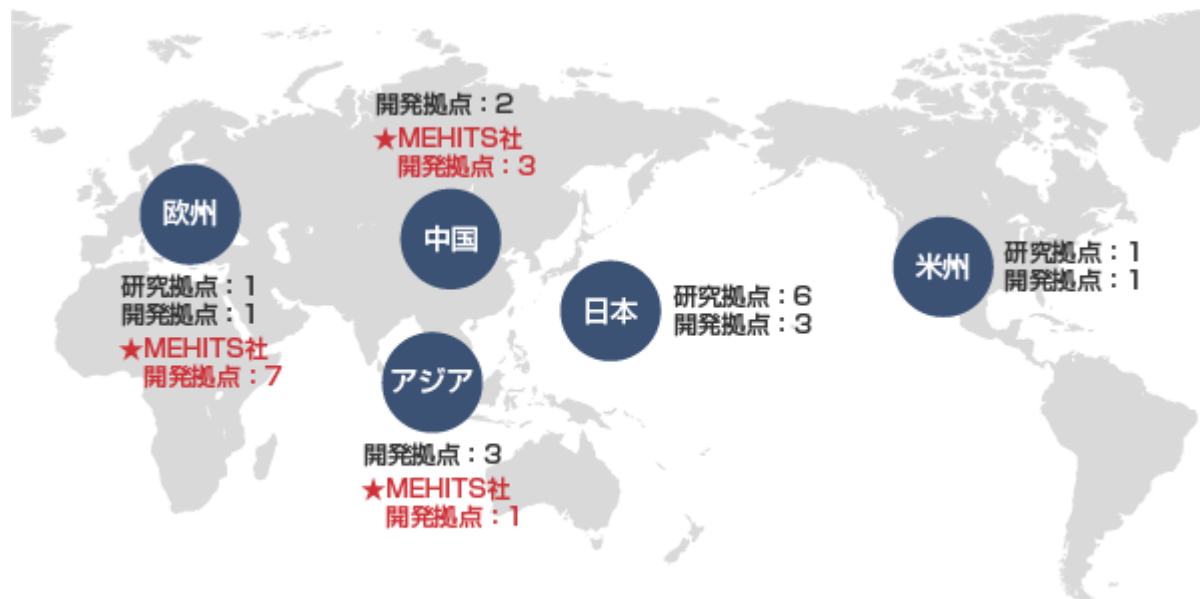 開発拠点：2
★MEHITS社
開発拠点：3
欧州
研究拠点：1
開発拠点：1
★MEHITS社
開発拠点：7
中国
アジア
開発拠点：3
★MEHITS社
開発拠点：1
日本
研究拠点：6
開発拠点：3
米州
研究拠点：1
開発拠点：1